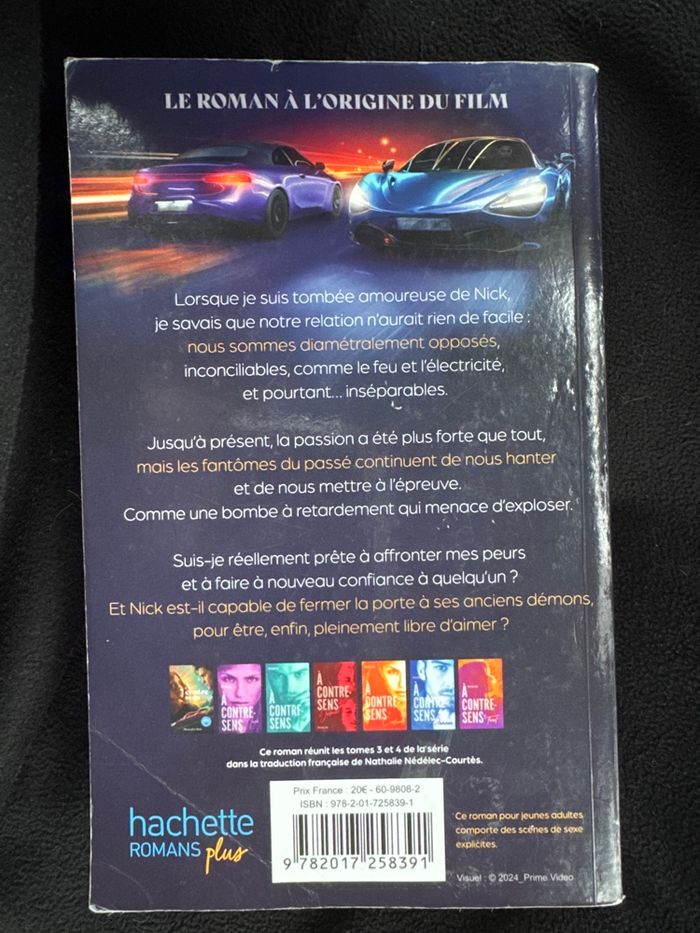 LE ROMAN À L'ORIGINE DU FILM
Lorsque je suis tombée amoureuse de Nick,
je savais que notre relation n'aurait rien de facile :
nous sommes diamétralement opposés,
inconciliables, comme le feu et l'électricité,
et pourtant... inséparables.
Jusqu'à présent, la passion a été plus forte que tout,
mais les fantômes du passé continuent de nous hanter
et de nous mettre à l'épreuve.
Comme une bombe à retardement qui menace d'exploser.
Suis-je réellement prête à affronter mes peurs
et à faire à nouveau confiance à quelqu'un ?
Et Nick est-il capable de fermer la porte à ses anciens démons,
pour être, enfin, pleinement libre d'aimer ?
À CONTRE-SENS
À CONTRE-SENS
À CONTRE-SENS
À CONTRE-SENS
À CONTRE-SENS
À CONTRE-SENS
Ce roman réunit les tomes 3 et 4 de la série
dans la traduction française de Nathalie Nédélec-Courtès.
Prix France : 20€ - 60-9808-2
ISBN : 978-2-01-725839-1
9 782017 258391
hachette
ROMANS plus
Ce roman pour jeunes adultes
comporte des scènes de sexe
explicites.
Visuel : © 2024_Prime Video